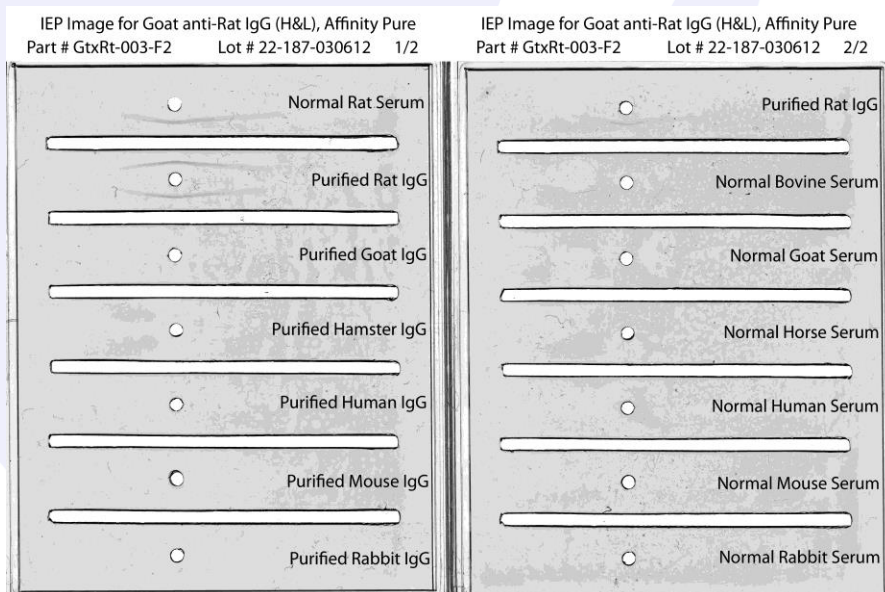 IEP Image for Goat anti-Rat IgG (H&L), Affinity Pure
Part # GtxRt-003-F2 Lot # 22-187-030612 1/2
Normal Rat Serum
Purified Rat IgG
Purified Goat IgG
Purified Hamster IgG
Purified Human IgG
Purified Mouse IgG
Purified Rabbit IgG
IEP Image for Goat anti-Rat IgG (H&L), Affinity Pure
Part # GtxRt-003-F2 Lot # 22-187-030612 2/2
Purified Rat IgG
Normal Bovine Serum
Normal Goat Serum
Normal Horse Serum
Normal Human Serum
Normal Mouse Serum
Normal Rabbit Serum